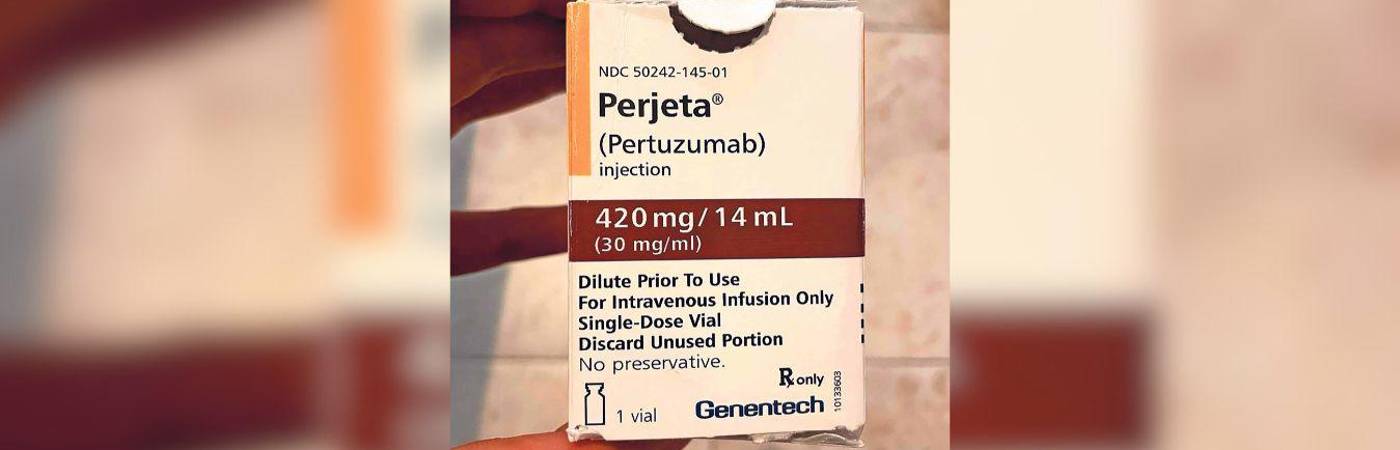 NDC 50242-145-01
Perjeta®
(Pertuzumab)
injection
420 mg/14 mL
(30 mg/ml)
Dilute Prior To Use
For Intravenous Infusion Only
Single-Dose Vial
Discard Unused Portion
No preservative.
Rx only
1 vial
Genentech
10133603